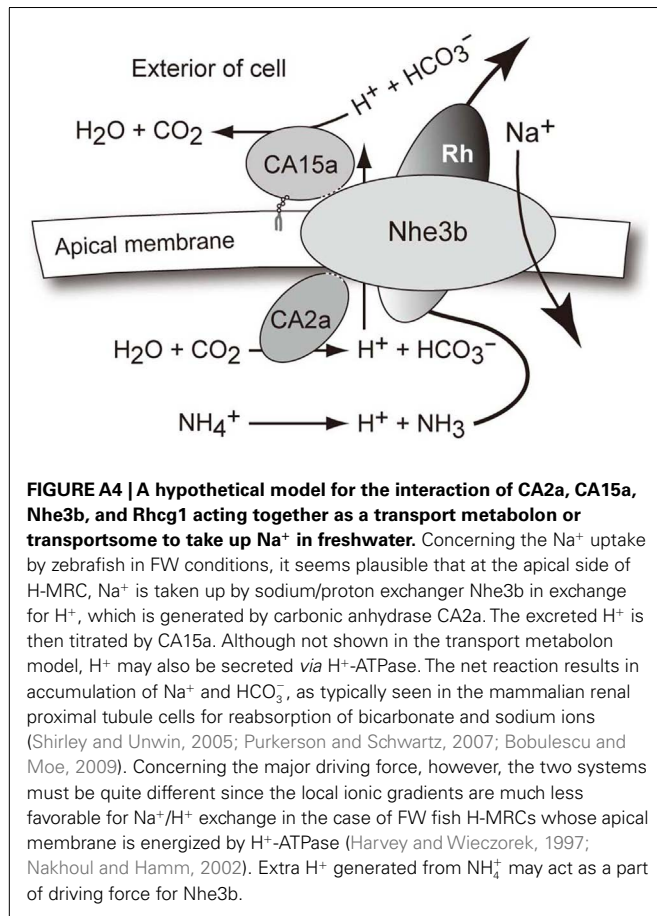 Exterior of cell
H⁺ + HCO₃⁻
H₂O + CO₂
CA15a
Rh
Na⁺
Nhe3b
Apical membrane
CA2a
H₂O + CO₂
H⁺ + HCO₃⁻
NH₄⁺
H⁺ + NH₃
FIGURE A4 | A hypothetical model for the interaction of CA2a, CA15a,
Nhe3b, and Rhcg1 acting together as a transport metabolon or
transportsome to take up Na⁺ in freshwater. Concerning the Na⁺ uptake
by zebrafish in FW conditions, it seems plausible that at the apical side of
H-MRC, Na⁺ is taken up by sodium/proton exchanger Nhe3b in exchange
for H⁺, which is generated by carbonic anhydrase CA2a. The excreted H⁺ is
then titrated by CA15a. Although not shown in the transport metabolon
model, H⁺ may also be secreted via H⁺-ATPase. The net reaction results in
accumulation of Na⁺ and HCO₃⁻, as typically seen in the mammalian renal
proximal tubule cells for reabsorption of bicarbonate and sodium ions
(Shirley and Unwin, 2005; Purkerson and Schwartz, 2007; Bobulescu and
Moe, 2009). Concerning the major driving force, however, the two systems
must be quite different since the local ionic gradients are much less
favorable for Na⁺/H⁺ exchange in the case of FW fish H-MRCs whose apical
membrane is energized by H⁺-ATPase (Harvey and Wieczorek, 1997;
Nakhoul and Hamm, 2002). Extra H⁺ generated from NH₄⁺ may act as a part
of driving force for Nhe3b.